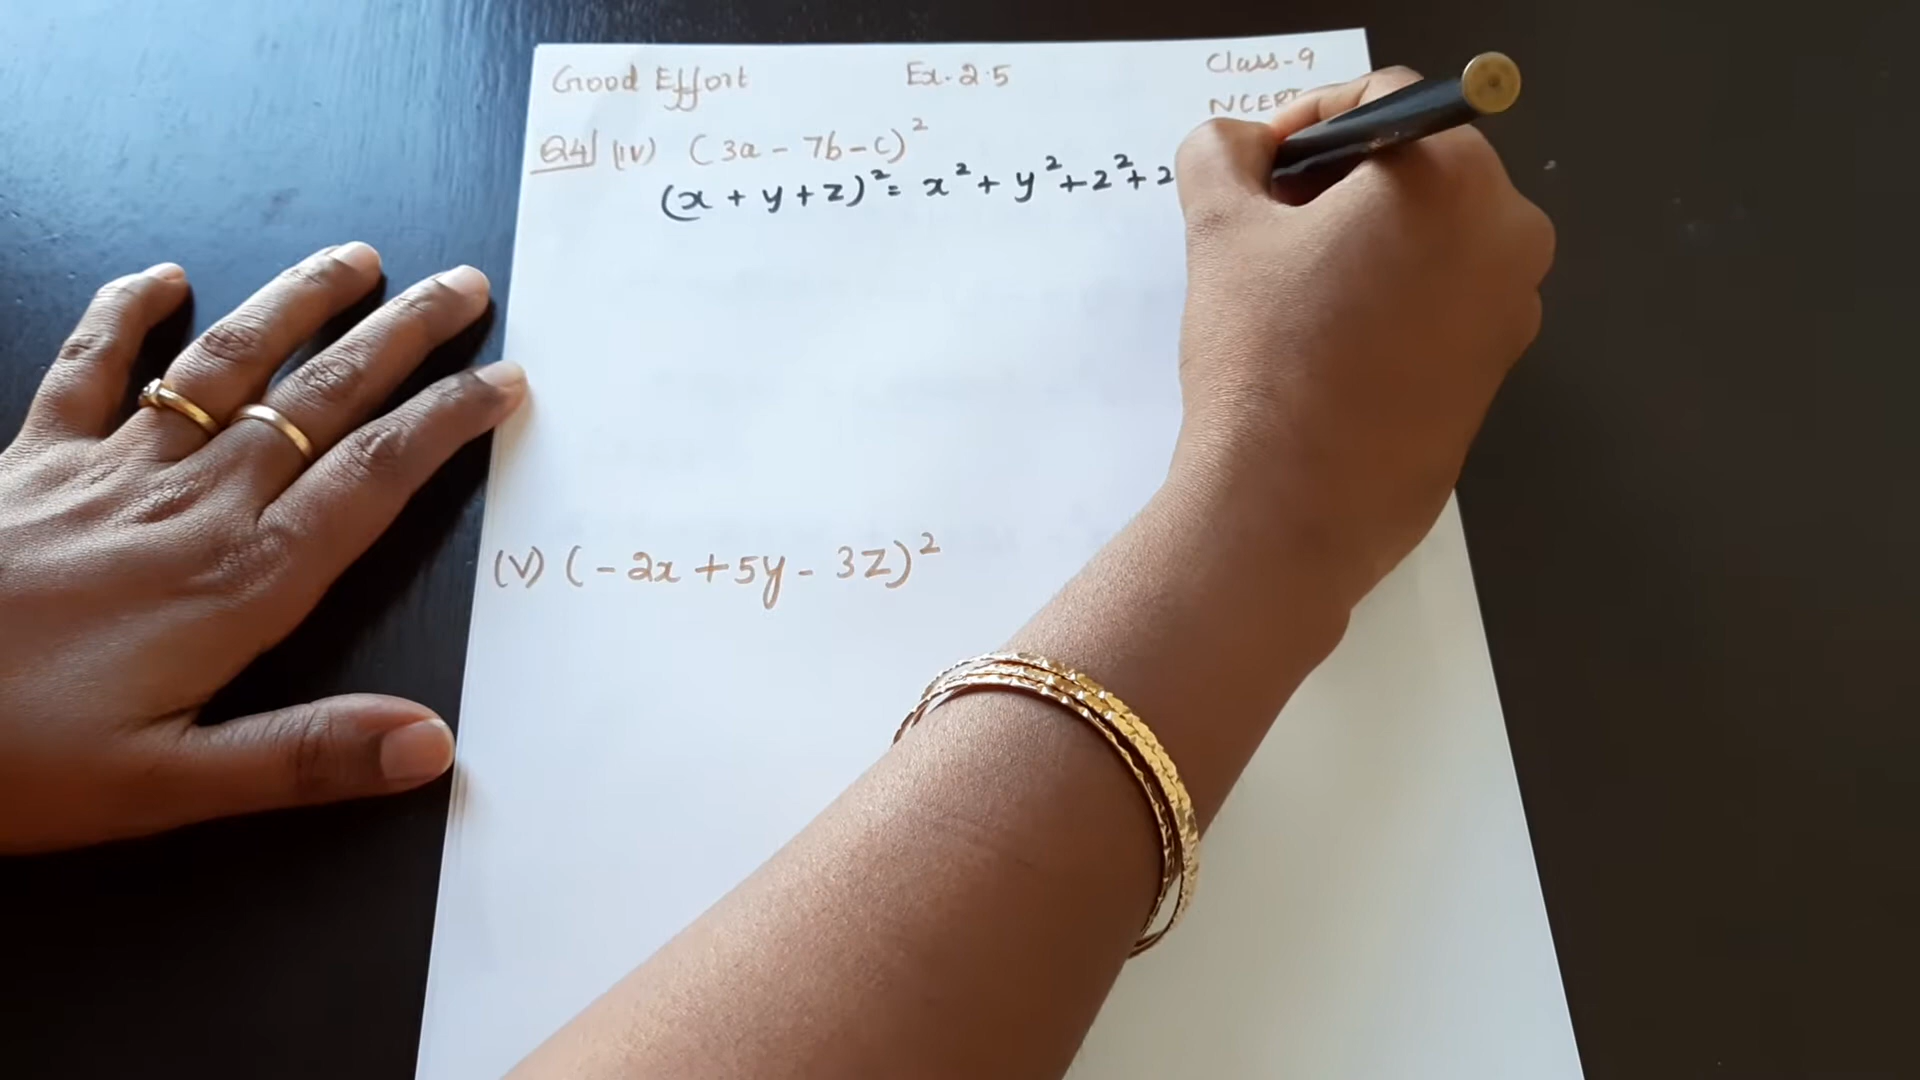 Good Effort Ex. 2.5 Class-9
NCERT
Q4 (iv) (3a - 7b - c)²
(x + y + z)² = x² + y² + z² + 2
(v) (-2x + 5y - 3z)²